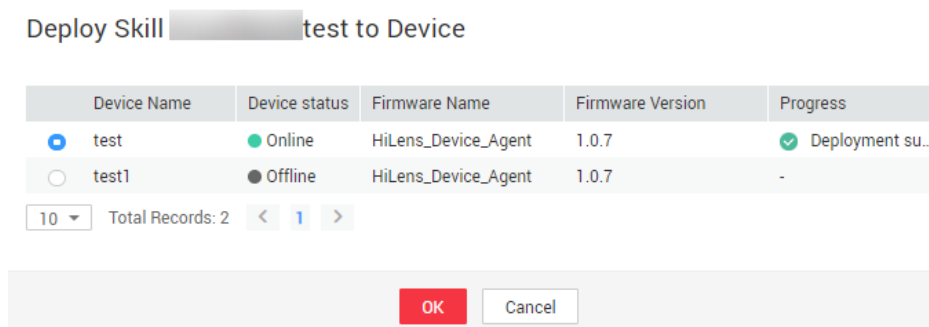 Deploy Skill test to Device
Device Name Device status Firmware Name Firmware Version Progress
test Online HiLens_Device_Agent 1.0.7 Deployment su...
test1 Offline HiLens_Device_Agent 1.0.7 -
10 Total Records: 2 < 1 >
OK Cancel